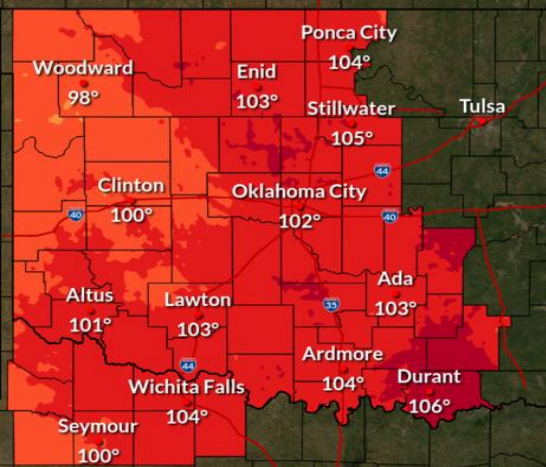 Ponca City
104°
Woodward
98°
Enid
103°
Stillwater
105°
Tulsa
44
Clinton
100°
Oklahoma City
102°
40
40
Ada
103°
Altus
101°
Lawton
103°
35
Ardmore
104°
44
Durant
106°
Wichita Falls
104°
Seymour
100°